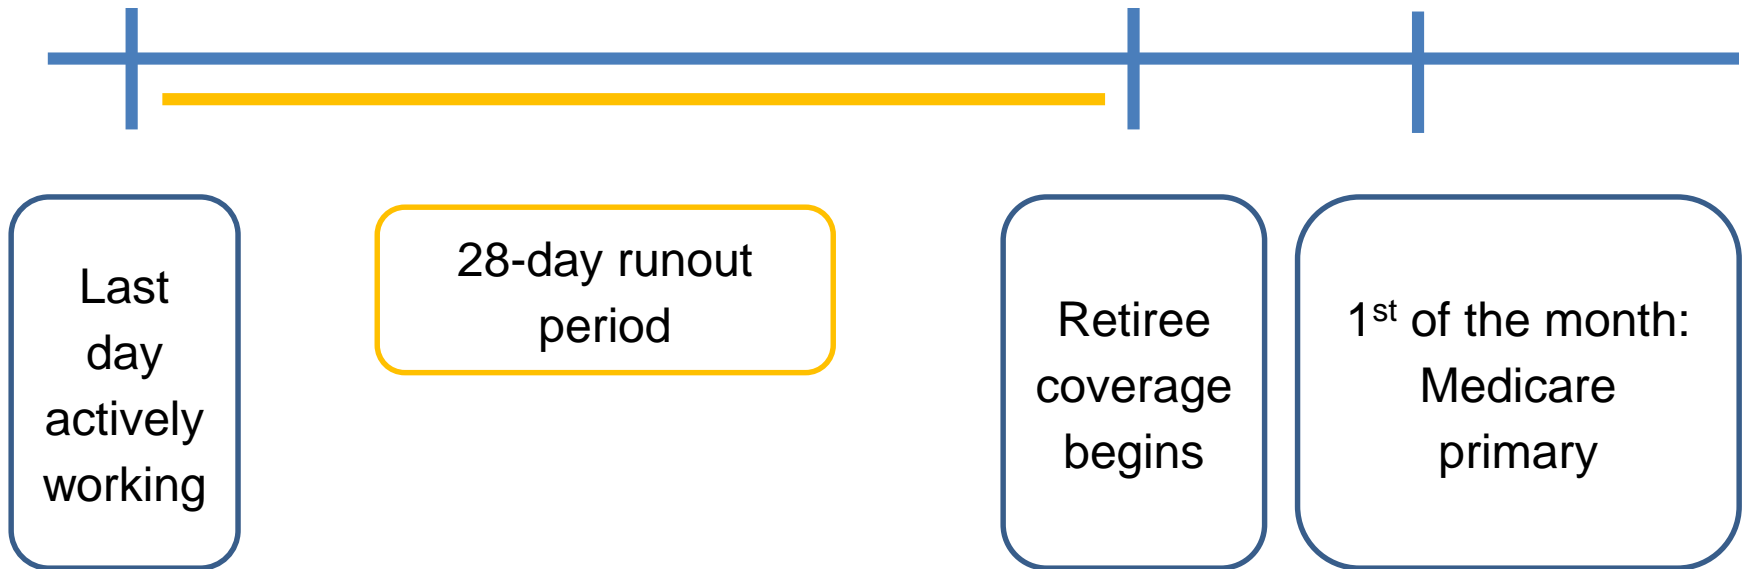 Last
day
actively
working
28-day runout
period
Retiree
coverage
begins
1st of the month:
Medicare
primary